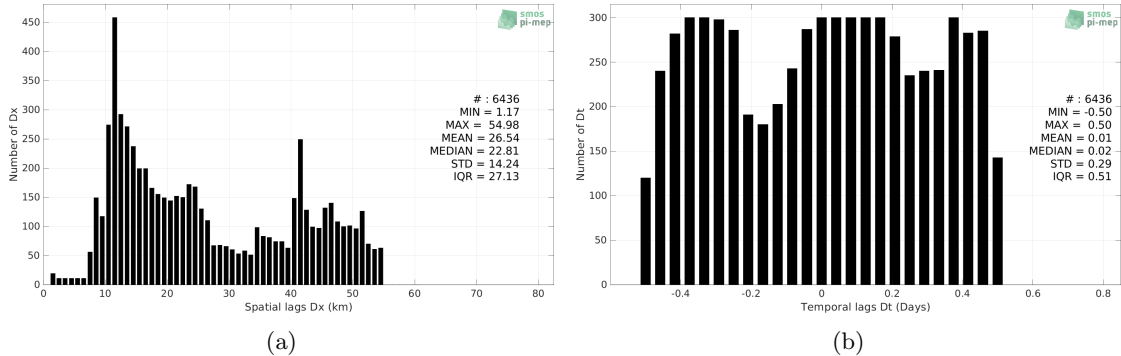 smos
pi-mep
450
400
350
300
250
200
150
100
50
0
Number of Dx
# : 6436
MIN = 1.17
MAX = 54.98
MEAN = 26.54
MEDIAN = 22.81
STD = 14.24
IQR = 27.13
0 10 20 30 40 50 60 70 80
Spatial lags Dx (km)
(a)
smos
pi-mep
300
250
200
150
100
50
0
Number of Dt
# : 6436
MIN = -0.50
MAX = 0.50
MEAN = 0.01
MEDIAN = 0.02
STD = 0.29
IQR = 0.51
-0.4 -0.2 0 0.2 0.4 0.6 0.8
Temporal lags Dt (Days)
(b)